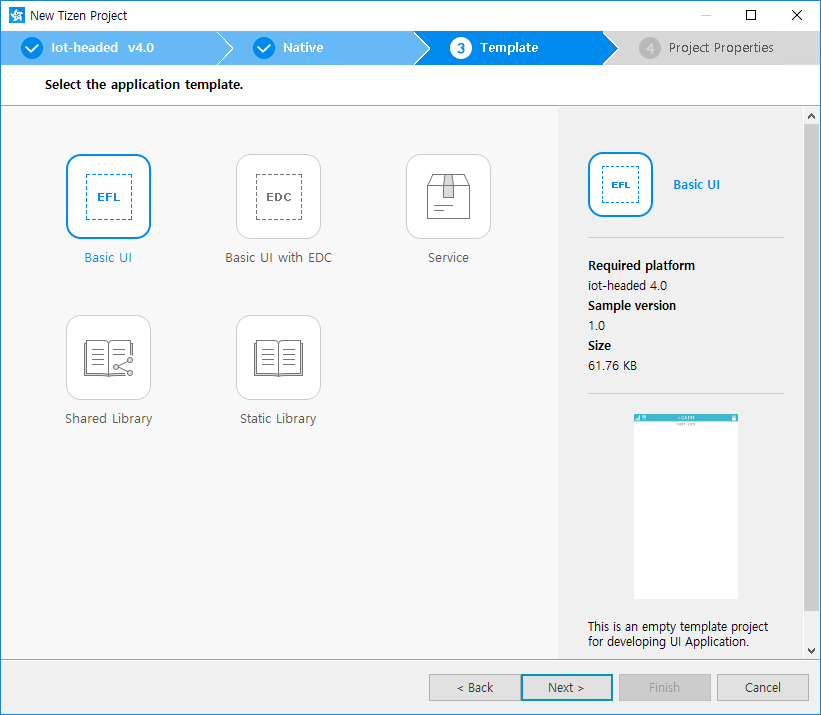 New Tizen Project
Iot-headed v4.0
Native
3 Template
4 Project Properties
Select the application template.
EFL
EDC
Basic UI
Basic UI with EDC
Service
Shared Library
Static Library
EFL
Basic UI
Required platform
iot-headed 4.0
Sample version
1.0
Size
61.76 KB
This is an empty template project
for developing UI Application.
< Back
Next >
Finish
Cancel